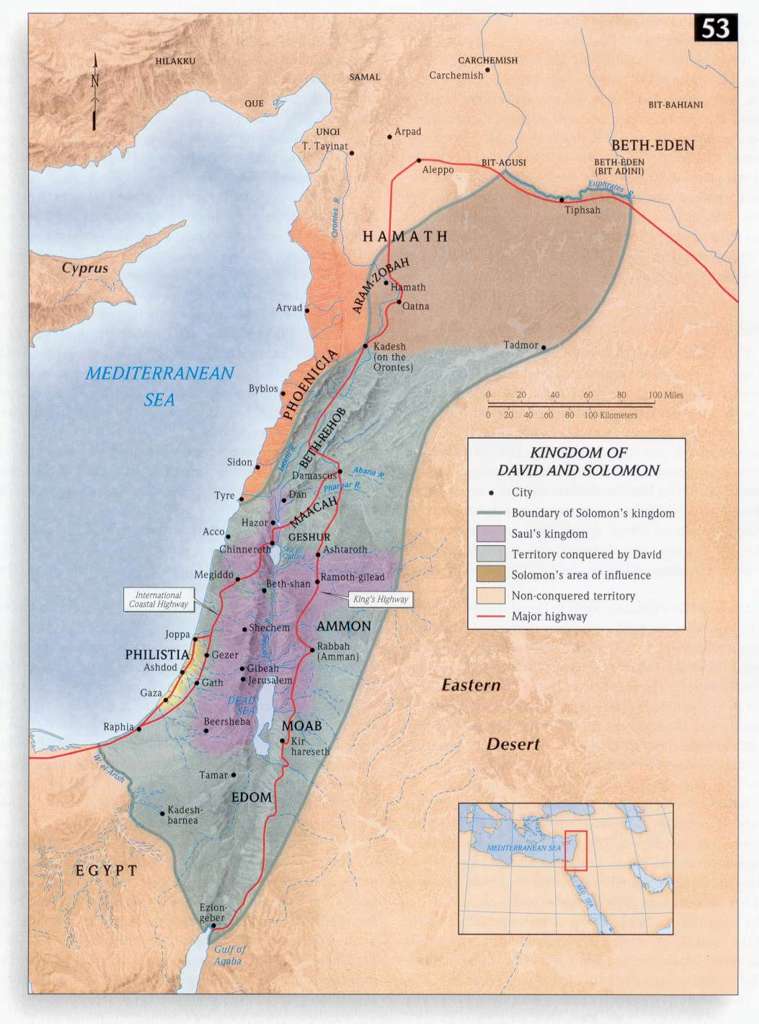 53
HILAKKU
SAMAL
CARCHEMISH
Carchemish
QUE
BIT-BAHIANI
N
UNQI
T. Tayinat
Arpad
BETH-EDEN
BIT-AGUSI
BETH-EDEN
(BIT ADINI)
Aleppo
Euphrates R.
Tiphsah
Orontes R.
HAMATH
Cyprus
ARAM-ZOBAH
Hamath
Qatna
Arvad
Kadesh
(on the
Orontes)
Tadmor
MEDITERRANEAN
SEA
PHOENICIA
Byblos
0 20 40 60 80 100 Miles
0 20 40 60 80 100 Kilometers
BETH-REHOB
Sidon
Damascus
Abana R.
Pharpar R.
Tyre
Dan
MAACAH
Hazor
Acco
GESHUR
Chinnereth
Ashtaroth
Megiddo
Beth-shan
Ramoth-gilead
International
Coastal Highway
King's Highway
KINGDOM OF
DAVID AND SOLOMON
City
Boundary of Solomon's kingdom
Saul's kingdom
Territory conquered by David
Solomon's area of influence
Non-conquered territory
Major highway
Joppa
Shechem
AMMON
PHILISTIA
Gezer
Rabbah
(Amman)
Ashdod
Gibeah
Jerusalem
Gath
Gaza
DEAD
SEA
Eastern
Desert
Raphia
Beersheba
MOAB
Kir
hareseth
W. el-Arish
Tamar
EDOM
Kadesh-
barnea
EGYPT
MEDITERRANEAN SEA
RED SEA
Ezion-
geber
Gulf of
Aqaba